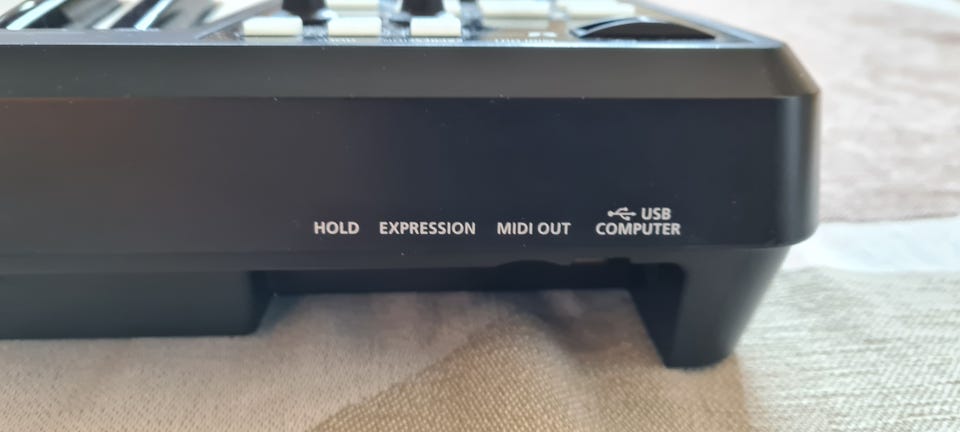 HOLD EXPRESSION MIDI OUT USB
COMPUTER